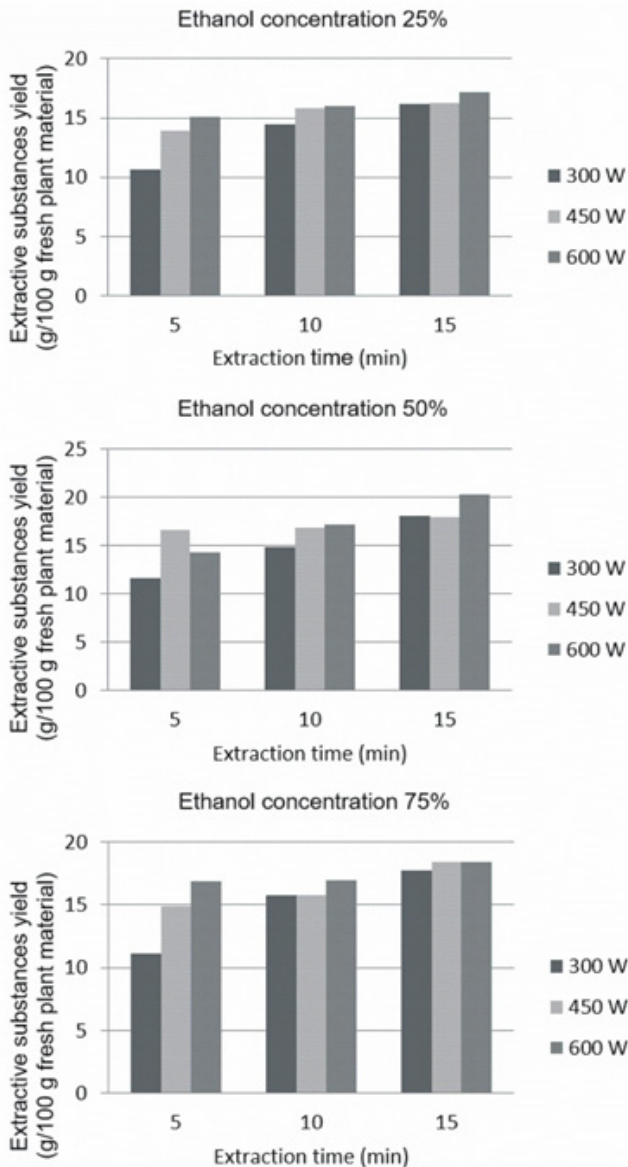 Ethanol concentration 25%
Extractive substances yield
(g/100 g fresh plant material)
20
15
10
5
0
5 10 15
Extraction time (min)
300 W
450 W
600 W
Ethanol concentration 50%
Extractive substances yield
(g/100 g fresh plant material)
25
20
15
10
5
0
5 10 15
Extraction time (min)
300 W
450 W
600 W
Ethanol concentration 75%
Extractive substances yield
(g/100 g fresh plant material)
20
15
10
5
0
5 10 15
Extraction time (min)
300 W
450 W
600 W